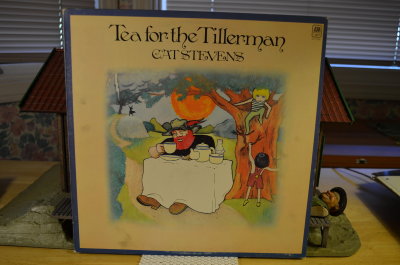 Tea for the Tillerman
CAT STEVENS